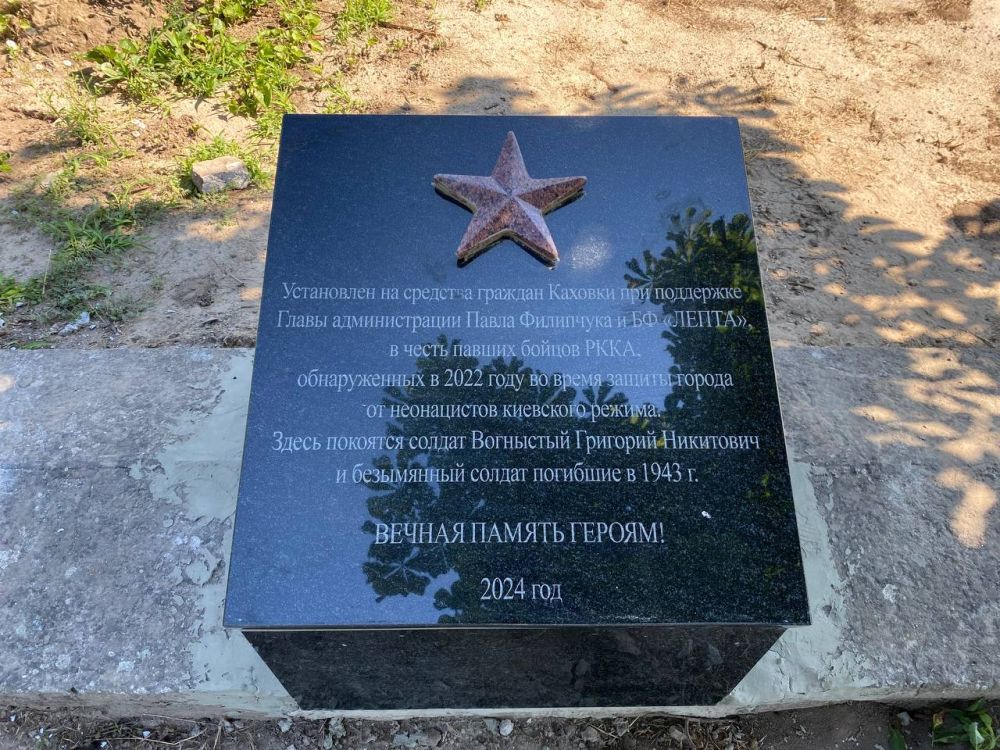 Установлен на средства граждан Каховки при поддержке
Главы администрации Павла Филипчука и БФ «ЛЕПТА»,
в честь павших бойцов РККА,
обнаруженных в 2022 году во время защиты города
от неонацистов киевского режима.
Здесь покоятся солдат Вогныстый Григорий Никитович
и безымянный солдат погибшие в 1943 г.
ВЕЧНАЯ ПАМЯТЬ ГЕРОЯМ!
2024 год